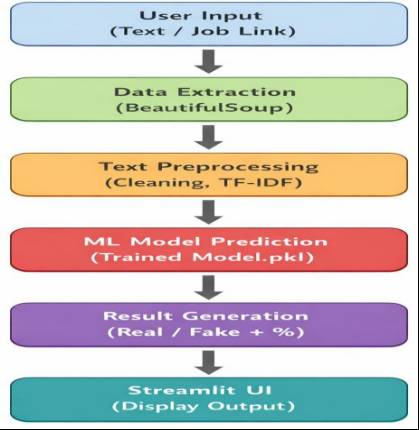 User Input
(Text / Job Link)
Data Extraction
(BeautifulSoup)
Text Preprocessing
(Cleaning, TF-IDF)
ML Model Prediction
(Trained Model.pkl)
Result Generation
(Real / Fake + %)
Streamlit UI
(Display Output)